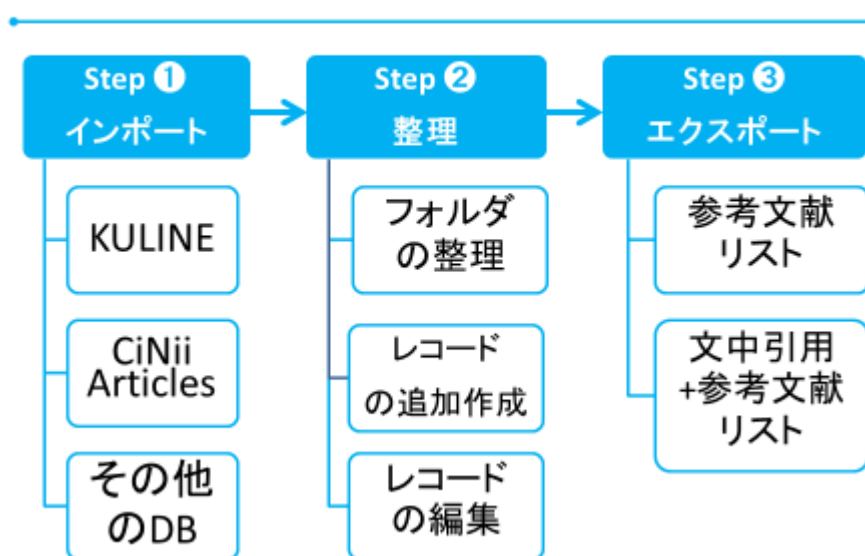 Step ❶
インポート
KULINE
CiNii
Articles
その他
のDB
Step ❷
整理
フォルダ
の整理
レコード
の追加作成
レコード
の編集
Step ❸
エクスポート
参考文献
リスト
文中引用
+参考文献
リスト